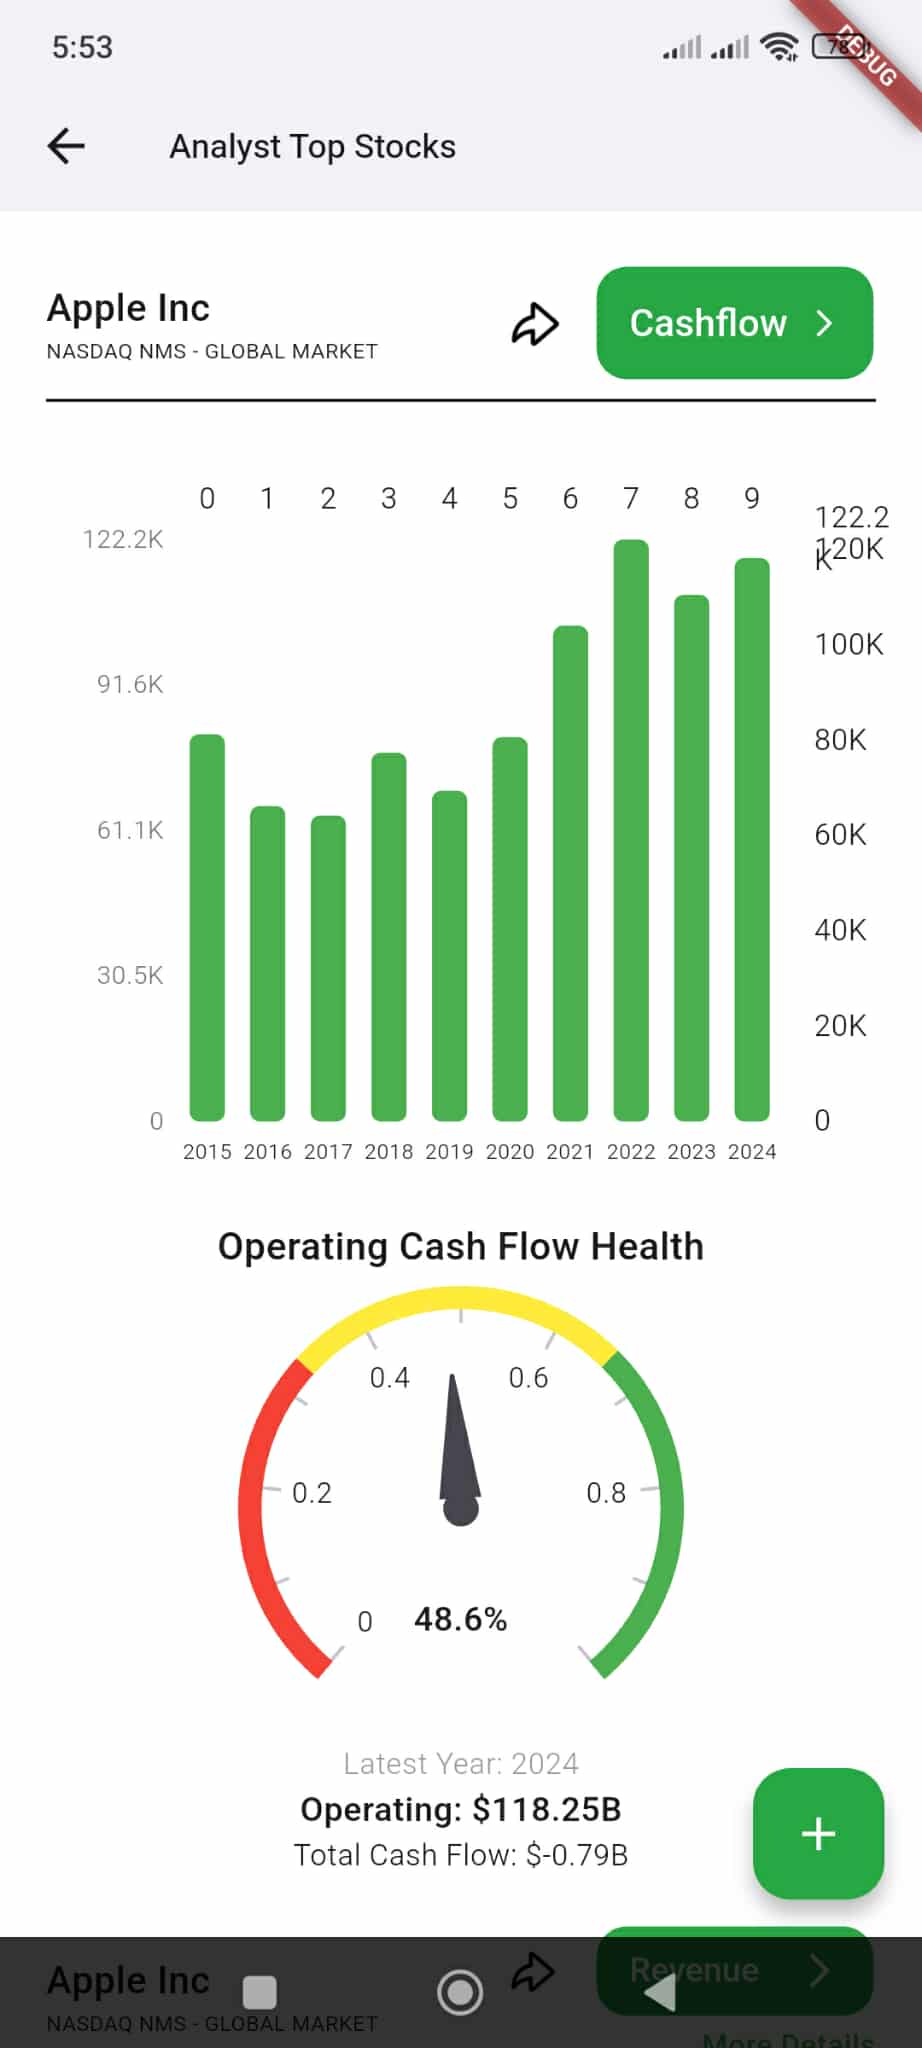 5:53
78
DEBUG
Analyst Top Stocks
Apple Inc
NASDAQ NMS - GLOBAL MARKET
Cashflow
0 1 2 3 4 5 6 7 8 9
122.2K
91.6K
61.1K
30.5K
0
122.2
K
120K
100K
80K
60K
40K
20K
0
2015 2016 2017 2018 2019 2020 2021 2022 2023 2024
Operating Cash Flow Health
0.4 0.6
0.2 0.8
0 48.6%
Latest Year: 2024
Operating: $118.25B
Total Cash Flow: $-0.79B
+
Apple Inc
NASDAQ NMS - GLOBAL MARKET
Revenue
More Details